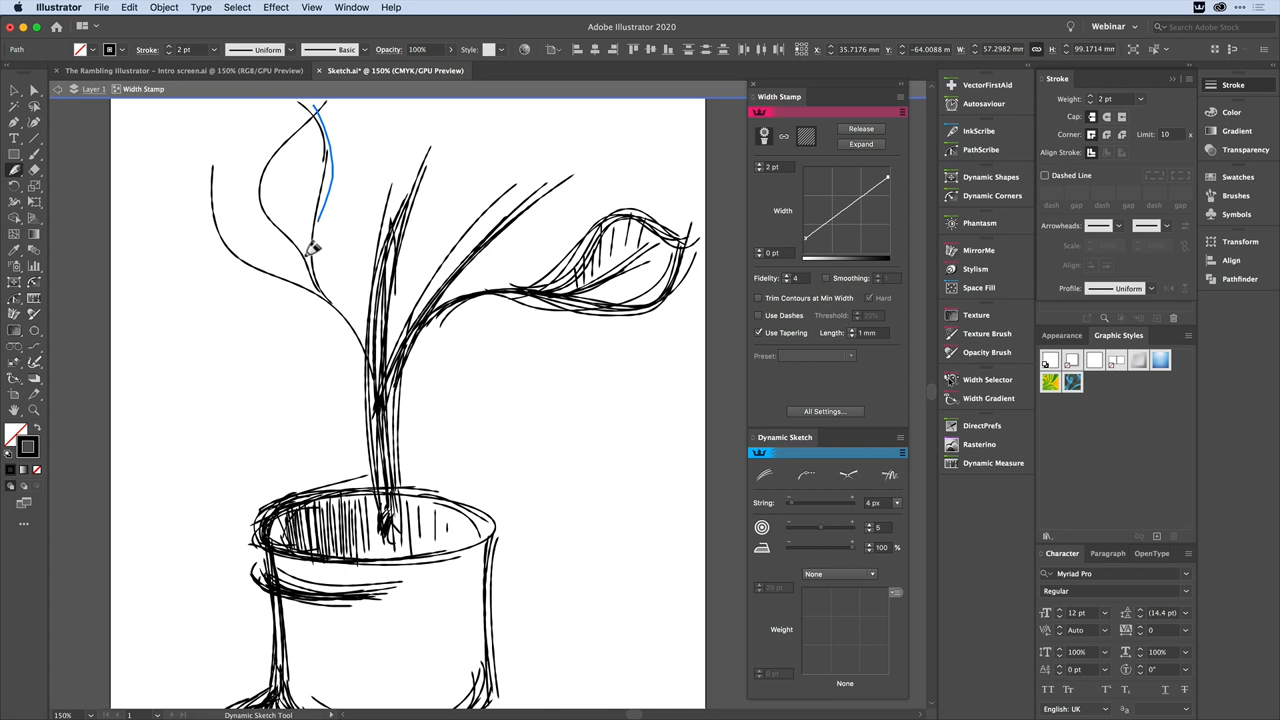 Illustrator File Edit Object Type Select Effect View Window Help
Adobe Illustrator 2020
Webinar
Search Adobe Stock
Path
Stroke: 2 pt
Uniform
Basic
Opacity: 100%
Style:
X: 35.7176 mm
Y: -64.0088 m
W: 57.2982 mm
H: 99.1714 mm
× The Rambling Illustrator - Intro screen.ai @ 150% (RGB/GPU Preview)
× Sketch.ai* @ 150% (CMYK/GPU Preview)
Layer 1
Width Stamp
Width Stamp
Release
Expand
2 pt
Width
0 pt
Fidelity: 4
Smoothing: 1
Trim Contours at Min Width
Hard
Use Dashes
Threshold: 20%
Use Tapering
Length: 1 mm
Preset:
All Settings...
Dynamic Sketch
String:
4 px
5
100 %
None
20 pt
Weight
0 pt
None
VectorFirstAid
Autosaviour
InkScribe
PathScribe
Dynamic Shapes
Dynamic Corners
Phantasm
MirrorMe
Stylism
Space Fill
Texture
Texture Brush
Opacity Brush
Width Selector
Width Gradient
DirectPrefs
Rasterino
Dynamic Measure
Stroke
Weight: 2 pt
Cap:
Corner:
Limit: 10 x
Align Stroke:
Dashed Line
dash gap dash gap dash gap
Arrowheads:
Scale: 100% 100%
Align:
Profile: Uniform
Appearance
Graphic Styles
Character
Paragraph
OpenType
Myriad Pro
Regular
12 pt
(14.4 pt)
Auto
0
100%
100%
0 pt
0°
English: UK
Stroke
Color
Gradient
Transparency
Swatches
Brushes
Symbols
Transform
Align
Pathfinder
150%
1
Dynamic Sketch Tool